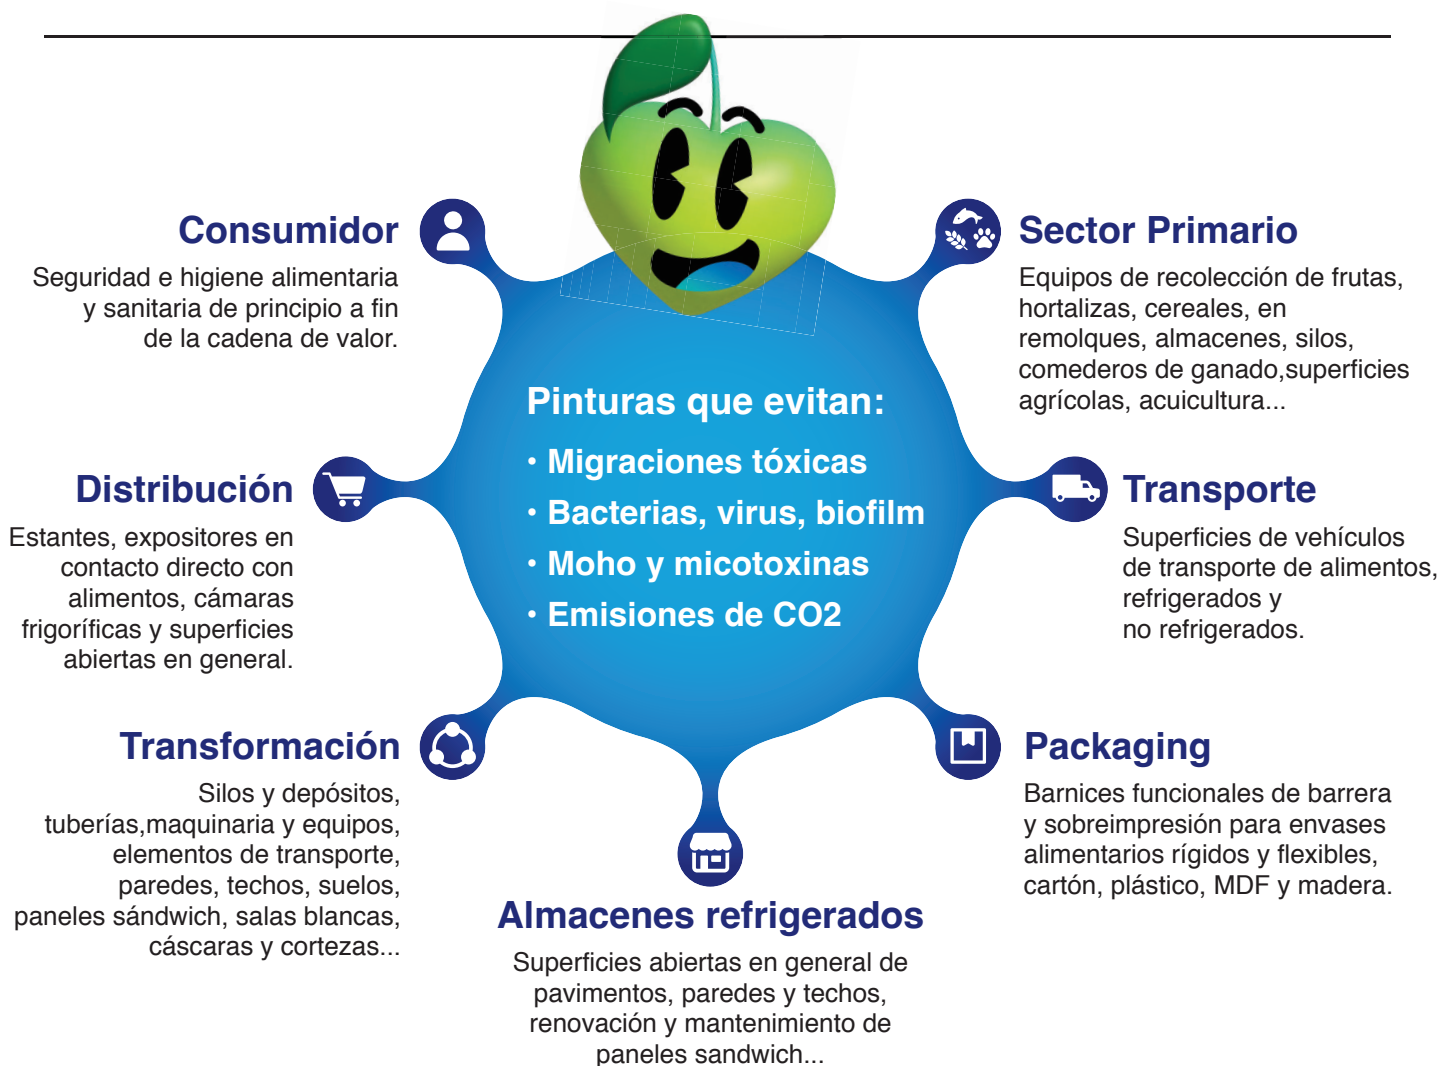 Consumidor
Seguridad e higiene alimentaria
y sanitaria de principio a fin
de la cadena de valor.
Sector Primario
Equipos de recolección de frutas,
hortalizas, cereales, en
remolques, almacenes, silos,
comederos de ganado,superficies
agrícolas, acuicultura...
Pinturas que evitan:
· Migraciones tóxicas
· Bacterias, virus, biofilm
· Moho y micotoxinas
· Emisiones de CO2
Distribución
Estantes, expositores en
contacto directo con
alimentos, cámaras
frigoríficas y superficies
abiertas en general.
Transporte
Superficies de vehículos
de transporte de alimentos,
refrigerados y
no refrigerados.
Transformación
Silos y depósitos,
tuberías,maquinaria y equipos,
elementos de transporte,
paredes, techos, suelos,
paneles sándwich, salas blancas,
cáscaras y cortezas...
Packaging
Barnices funcionales de barrera
y sobreimpresión para envases
alimentarios rígidos y flexibles,
cartón, plástico, MDF y madera.
Almacenes refrigerados
Superficies abiertas en general de
pavimentos, paredes y techos,
renovación y mantenimiento de
paneles sandwich...